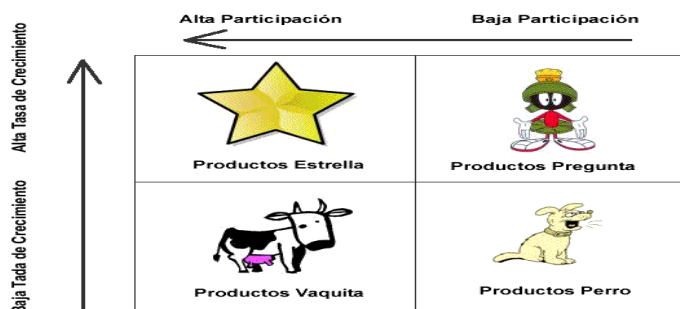 Alta Participación
Baja Participación
Alta Tasa de Crecimiento
Productos Estrella
Productos Pregunta
Baja Tada de Crecimiento
Productos Vaquita
Productos Perro